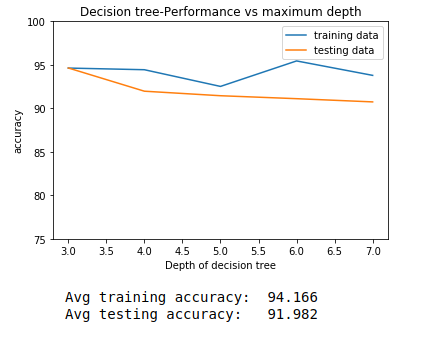 Decision tree-Performance vs maximum depth
training data
testing data
100
95
90
85
80
75
accuracy
3.0 3.5 4.0 4.5 5.0 5.5 6.0 6.5 7.0
Depth of decision tree
Avg training accuracy: 94.166
Avg testing accuracy: 91.982